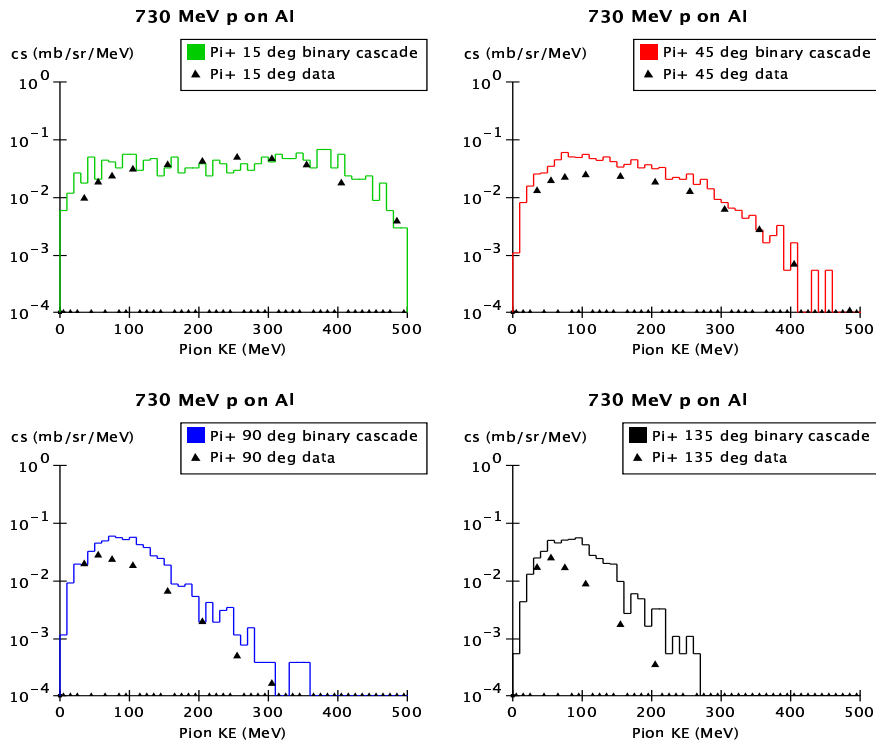 730 MeV p on Al
cs (mb/sr/MeV)
Pi+ 15 deg binary cascade
Pi+ 15 deg data
10^0
10^-1
10^-2
10^-3
10^-4
0 100 200 300 400 500
Pion KE (MeV)
730 MeV p on Al
cs (mb/sr/MeV)
Pi+ 45 deg binary cascade
Pi+ 45 deg data
10^0
10^-1
10^-2
10^-3
10^-4
0 100 200 300 400 500
Pion KE (MeV)
730 MeV p on Al
cs (mb/sr/MeV)
Pi+ 90 deg binary cascade
Pi+ 90 deg data
10^0
10^-1
10^-2
10^-3
10^-4
0 100 200 300 400 500
Pion KE (MeV)
730 MeV p on Al
cs (mb/sr/MeV)
Pi+ 135 deg binary cascade
Pi+ 135 deg data
10^0
10^-1
10^-2
10^-3
10^-4
0 100 200 300 400 500
Pion KE (MeV)